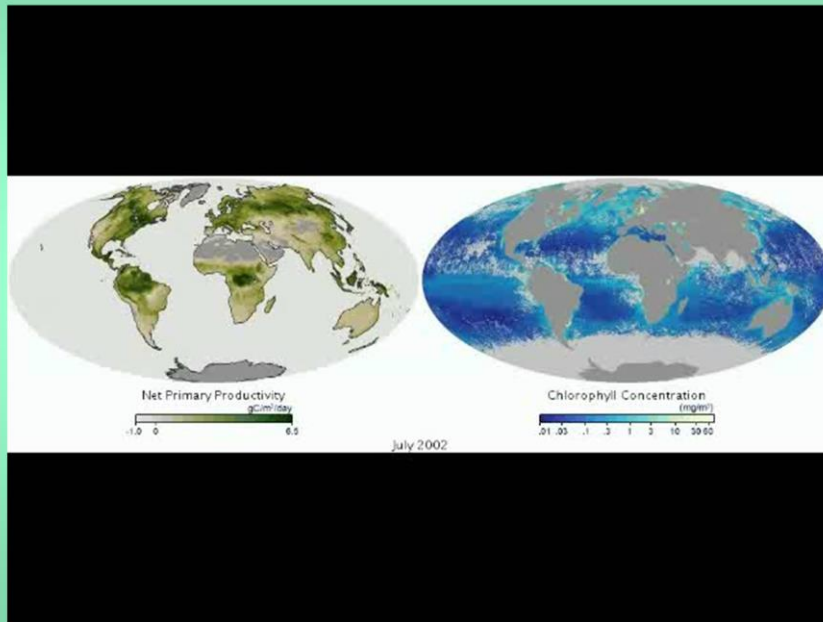 Net Primary Productivity
gC/m²/day
-1.0 0 6.5
Chlorophyll Concentration
(mg/m³)
.01 .03 .1 .3 1 3 10 30 60
July 2002